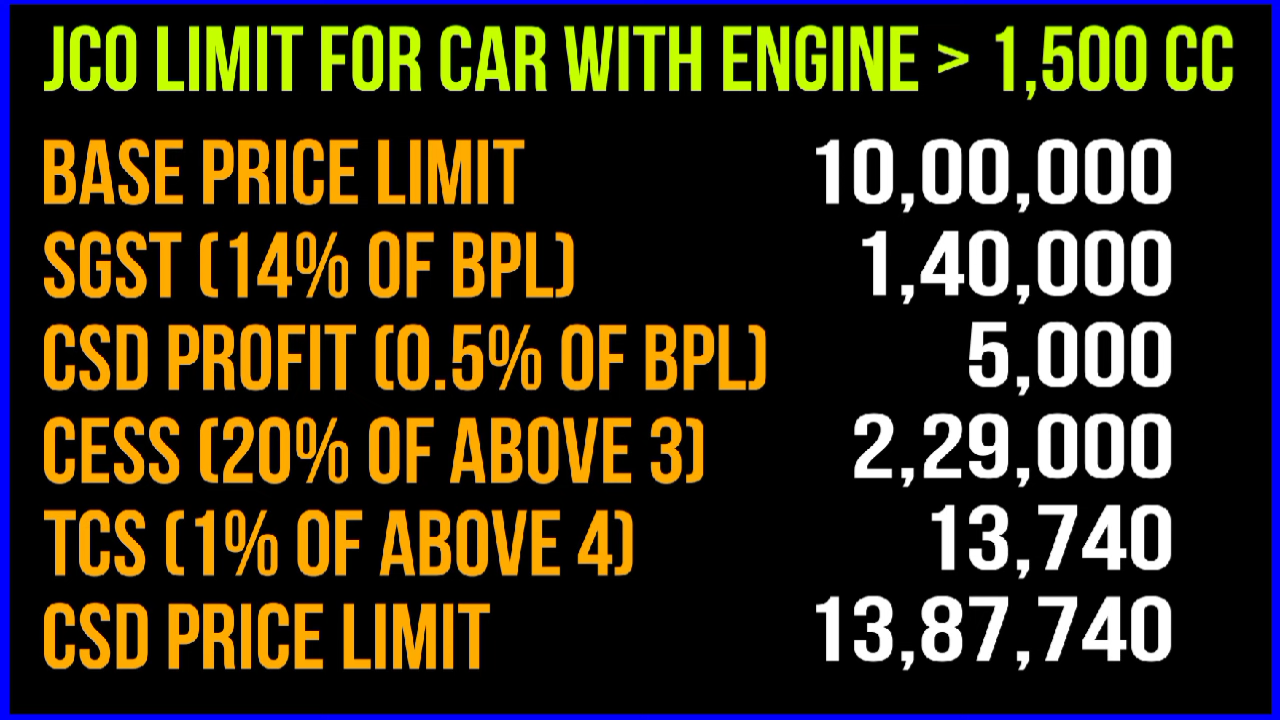 JCO LIMIT FOR CAR WITH ENGINE > 1,500 CC
BASE PRICE LIMIT 10,00,000
SGST (14% OF BPL) 1,40,000
CSD PROFIT (0.5% OF BPL) 5,000
CESS (20% OF ABOVE 3) 2,29,000
TCS (1% OF ABOVE 4) 13,740
CSD PRICE LIMIT 13,87,740